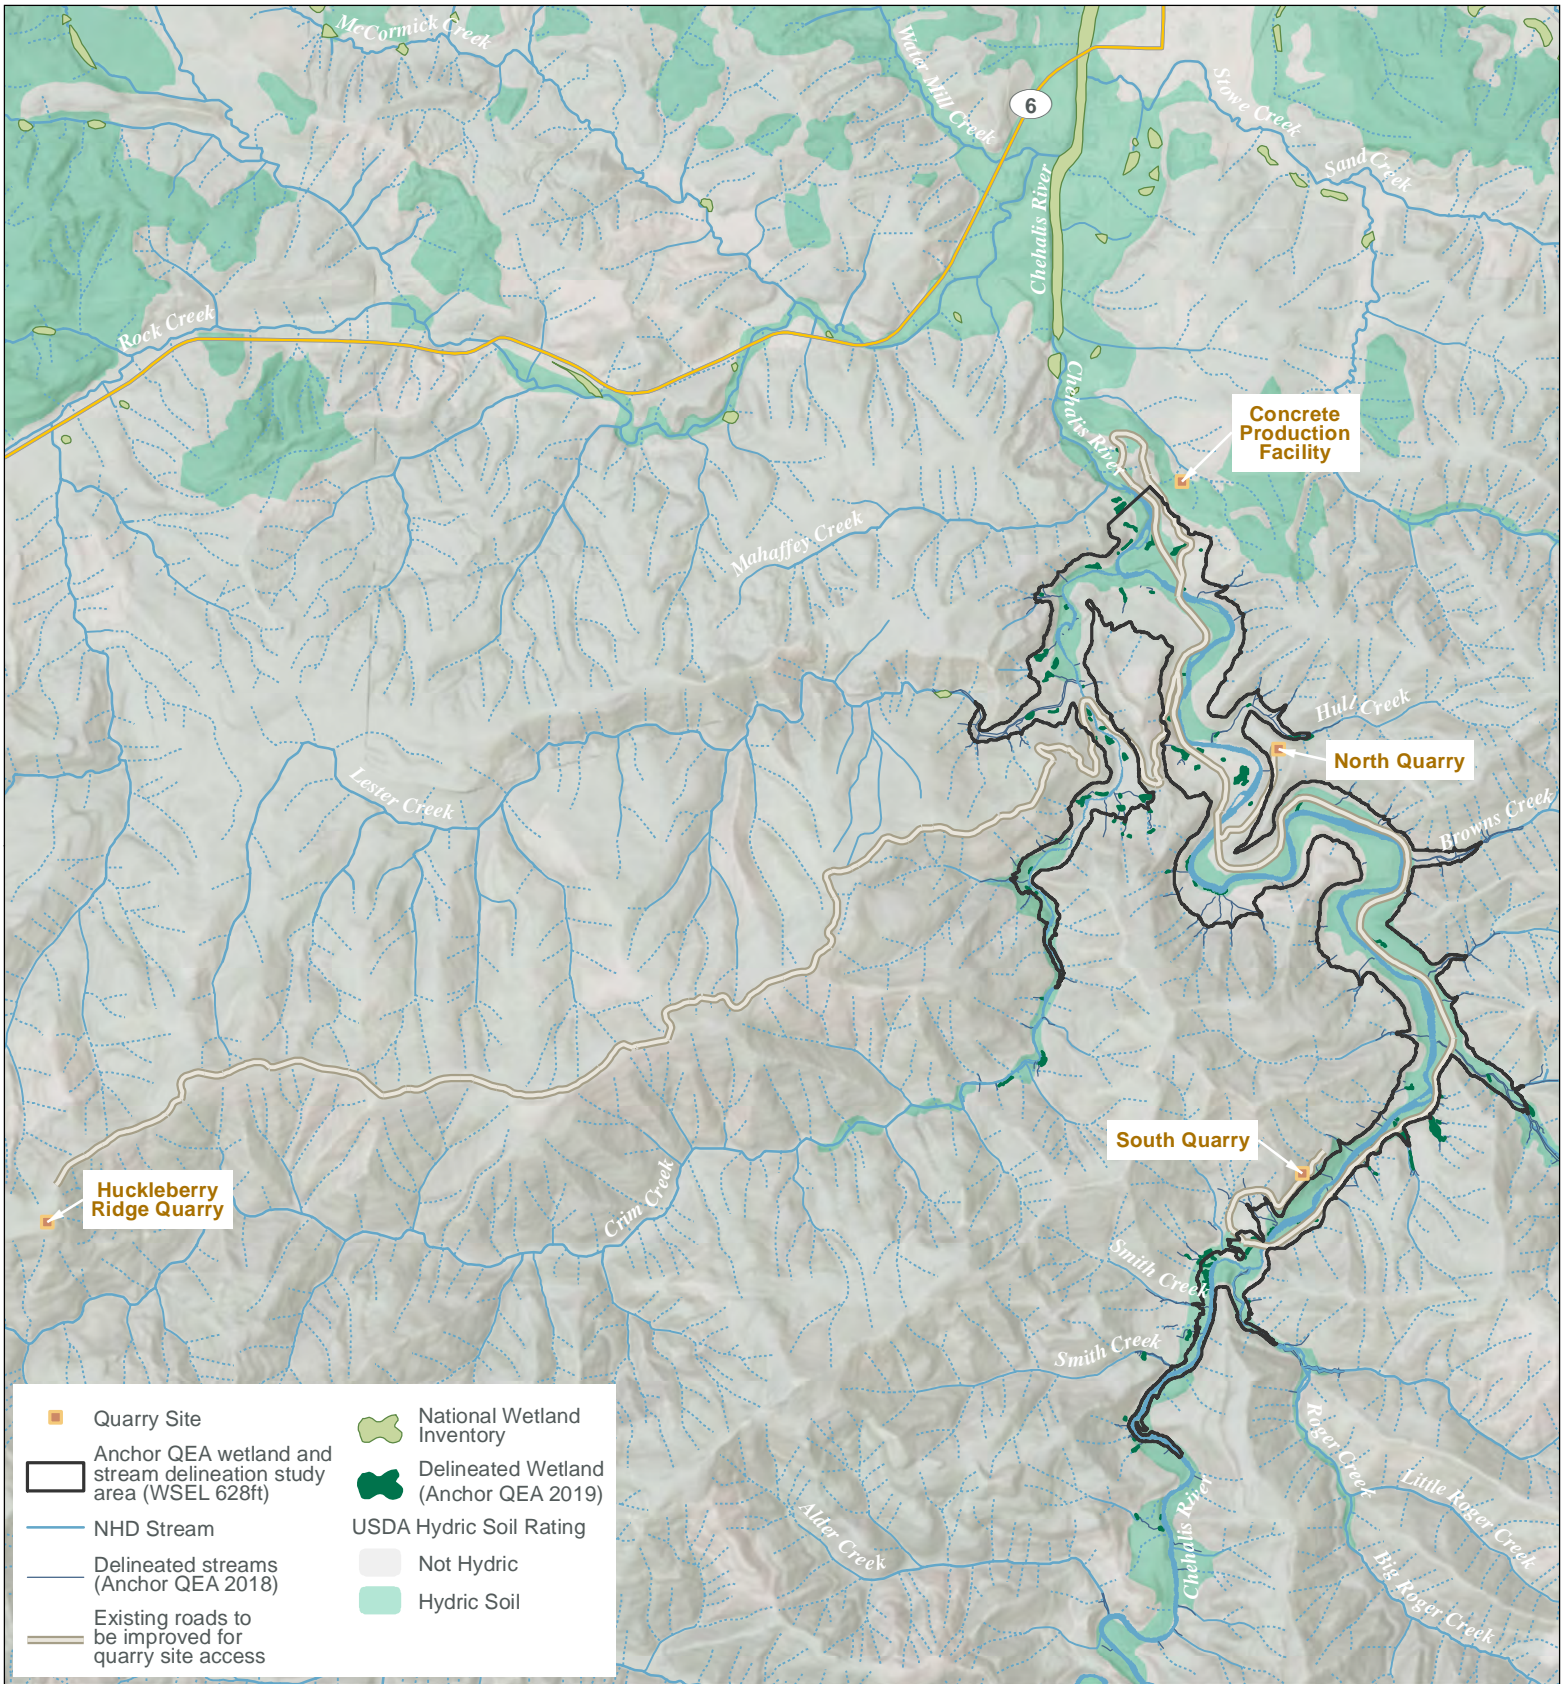 McCormick Creek
Water Mill Creek
6
Stowe Creek
Sand Creek
Chehalis River
Rock Creek
Chehalis River
Concrete
Production
Facility
Mahaffey Creek
Hull Creek
North Quarry
Lester Creek
Browns Creek
South Quarry
Huckleberry
Ridge Quarry
Crim Creek
Smith Creek
Smith Creek
Roger Creek
Little Roger Creek
Alder Creek
Chehalis River
Big Roger Creek
Quarry Site
Anchor QEA wetland and
stream delineation study
area (WSEL 628ft)
NHD Stream
Delineated streams
(Anchor QEA 2018)
Existing roads to
be improved for
quarry site access
National Wetland
Inventory
Delineated Wetland
(Anchor QEA 2019)
USDA Hydric Soil Rating
Not Hydric
Hydric Soil